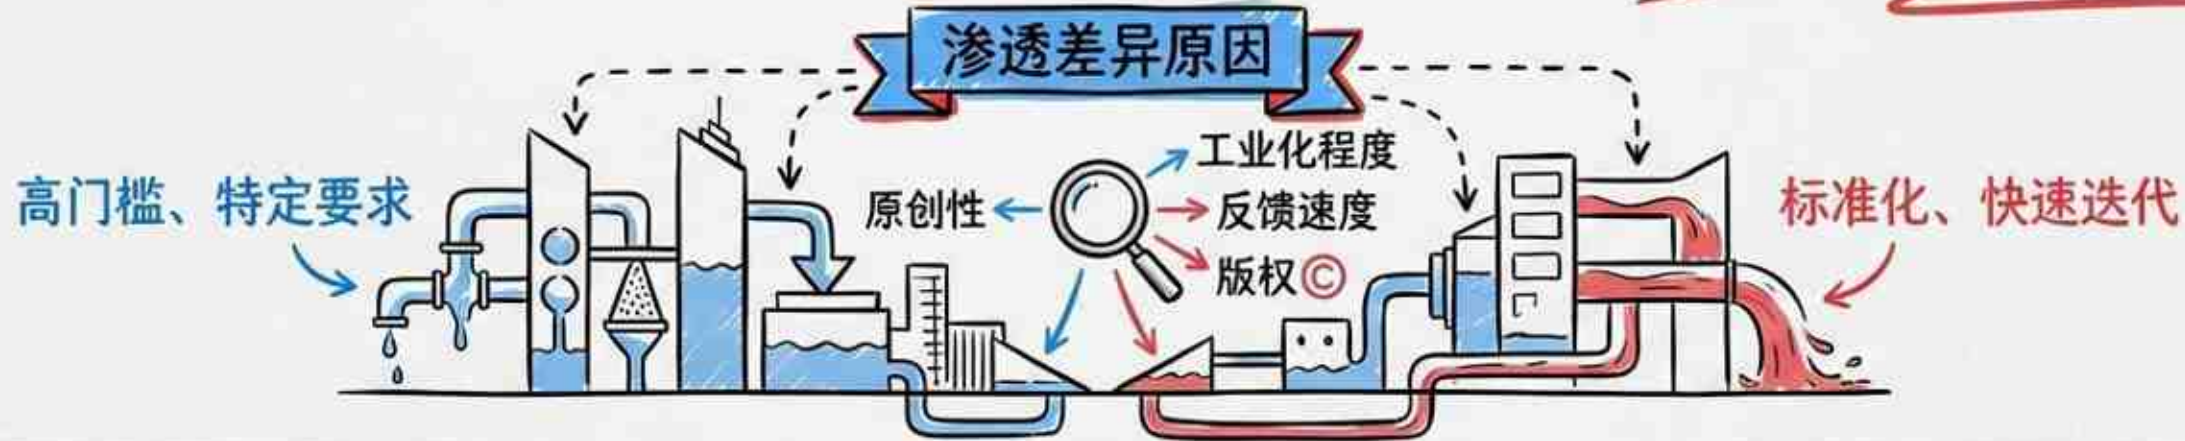 渗透差异原因
高门槛、特定要求
原创性
工业化程度
反馈速度
版权©
标准化、快速迭代